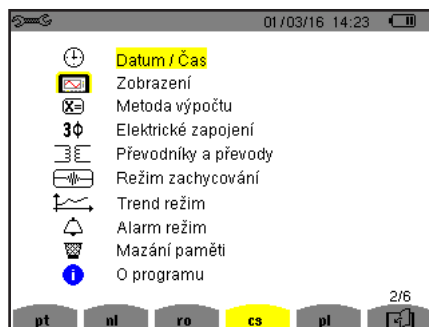 01/03/16 14:23
Datum / Čas
Zobrazení
X= Metoda výpočtu
3Φ Elektrické zapojení
Převodníky a převody
Režim zachycování
Trend režim
Alarm režim
Mazání paměti
i O programu
2/6
pt nl ro cs pl